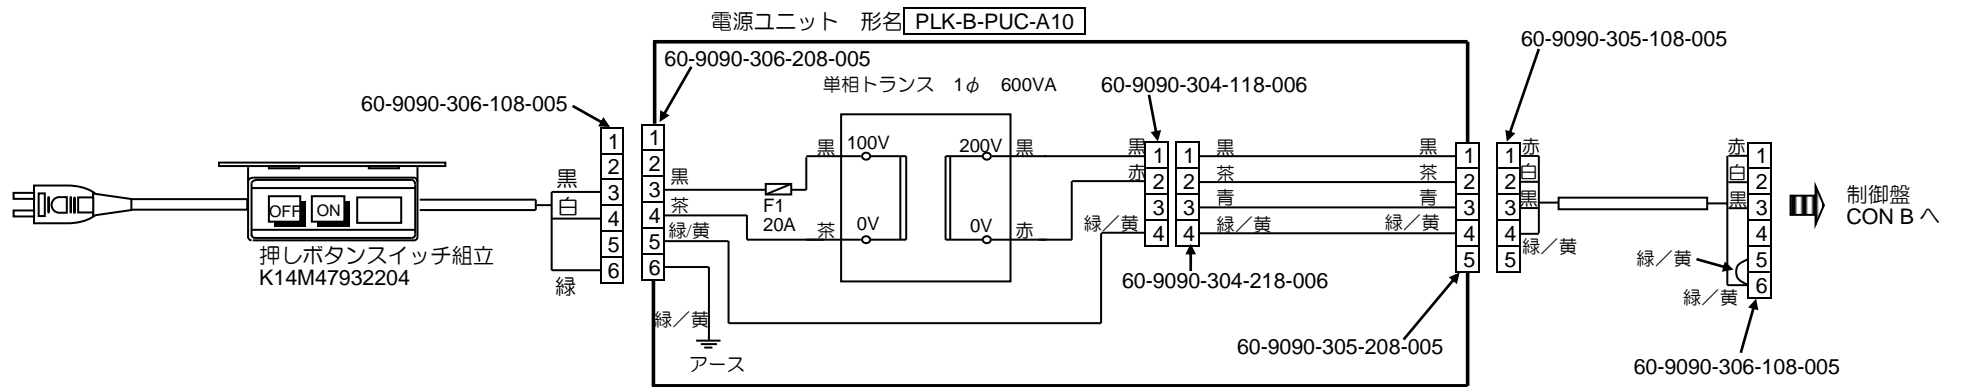 電源ユニット 形名 PLK-B-PUC-A10
60-9090-306-208-005
60-9090-305-108-005
単相トランス 1φ 600VA
60-9090-304-118-006
60-9090-306-108-005
OFF ON
押しボタンスイッチ組立
K14M47932204
黒
白
緑
1
2
3
4
5
6
1
2
3
4
5
6
黒
茶
緑/黄
緑／黄
アース
F1
20A
黒
茶
100V
0V
200V
0V
黒
赤
黒
赤
緑／黄
1
2
3
4
1
2
3
4
60-9090-304-218-006
黒
茶
青
緑／黄
黒
茶
青
緑／黄
1
2
3
4
5
60-9090-305-208-005
1
2
3
4
5
赤
白
黒
緑／黄
赤
白
黒
緑／黄
緑／黄
1
2
3
4
5
6
60-9090-306-108-005
制御盤
CON B へ